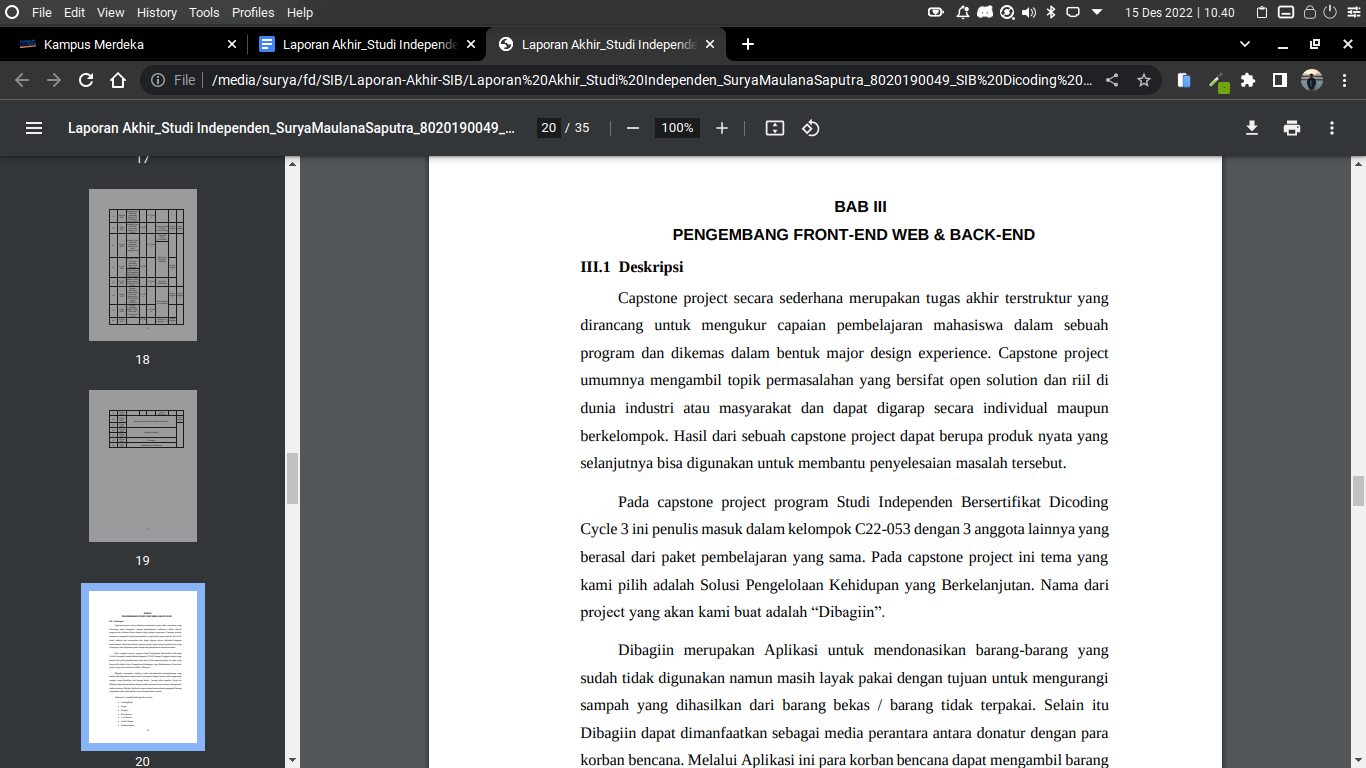 File Edit View History Tools Profiles Help
15 Des 2022 | 10.40
Kampus Merdeka
Laporan Akhir_Studi Independe
Laporan Akhir_Studi Independe
File
/media/surya/fd/SIB/Laporan-Akhir-SIB/Laporan%20Akhir_Studi%20Independen_SuryaMaulanaSaputra_8020190049_SIB%20Dicoding%20...
Laporan Akhir_Studi Independen_SuryaMaulanaSaputra_8020190049_...
20 / 35
100%
17
18
19
20
BAB III
PENGEMBANG FRONT-END WEB & BACK-END
III.1 Deskripsi
Capstone project secara sederhana merupakan tugas akhir terstruktur yang
dirancang untuk mengukur capaian pembelajaran mahasiswa dalam sebuah
program dan dikemas dalam bentuk major design experience. Capstone project
umumnya mengambil topik permasalahan yang bersifat open solution dan riil di
dunia industri atau masyarakat dan dapat digarap secara individual maupun
berkelompok. Hasil dari sebuah capstone project dapat berupa produk nyata yang
selanjutnya bisa digunakan untuk membantu penyelesaian masalah tersebut.
Pada capstone project program Studi Independen Bersertifikat Dicoding
Cycle 3 ini penulis masuk dalam kelompok C22-053 dengan 3 anggota lainnya yang
berasal dari paket pembelajaran yang sama. Pada capstone project ini tema yang
kami pilih adalah Solusi Pengelolaan Kehidupan yang Berkelanjutan. Nama dari
project yang akan kami buat adalah “Dibagiin”.
Dibagiin merupakan Aplikasi untuk mendonasikan barang-barang yang
sudah tidak digunakan namun masih layak pakai dengan tujuan untuk mengurangi
sampah yang dihasilkan dari barang bekas / barang tidak terpakai. Selain itu
Dibagiin dapat dimanfaatkan sebagai media perantara antara donatur dengan para
korban bencana. Melalui Aplikasi ini para korban bencana dapat mengambil barang